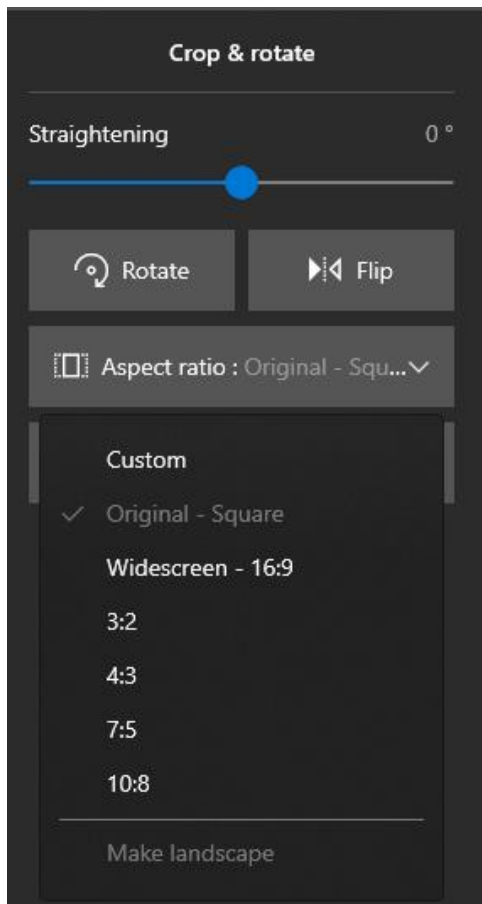 Crop & rotate
Straightening 0 °
Rotate Flip
Aspect ratio : Original - Squ...
Custom
Original - Square
Widescreen - 16:9
3:2
4:3
7:5
10:8
Make landscape